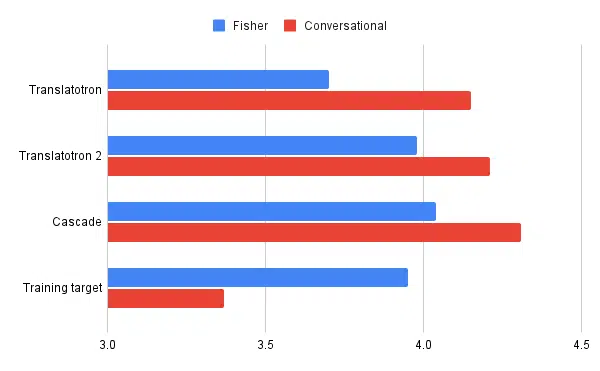 Fisher Conversational
Translatotron
Translatotron 2
Cascade
Training target
3.0 3.5 4.0 4.5